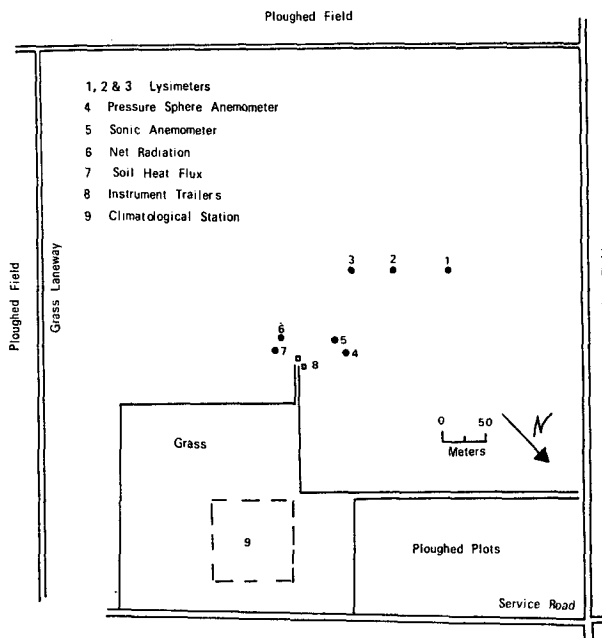 Ploughed Field
1, 2 & 3 Lysimeters
4 Pressure Sphere Anemometer
5 Sonic Anemometer
6 Net Radiation
7 Soil Heat Flux
8 Instrument Trailers
9 Climatological Station
Ploughed Field
Grass Laneway
3 2 1
6
5
7
4
8
0 50
Meters
N
Grass
9
Ploughed Plots
Service Road